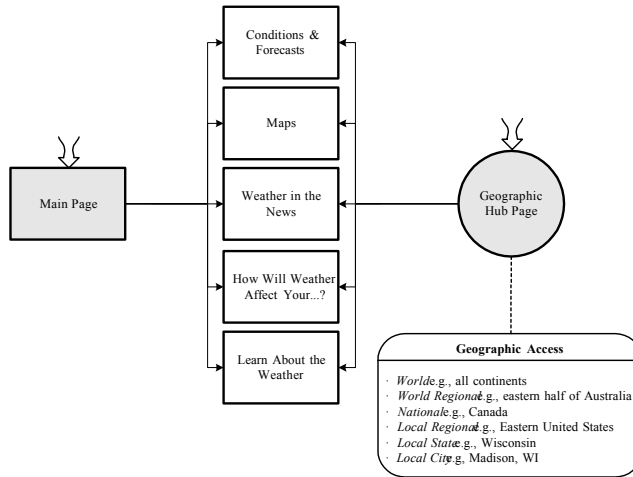 Conditions &
Forecasts
Maps
Main Page
Weather in the
News
Geographic
Hub Page
How Will Weather
Affect Your...?
Learn About the
Weather
Geographic Access
· World e.g., all continents
· World Regional e.g., eastern half of Australia
· National e.g., Canada
· Local Regional e.g., Eastern United States
· Local State e.g., Wisconsin
· Local City e.g, Madison, WI